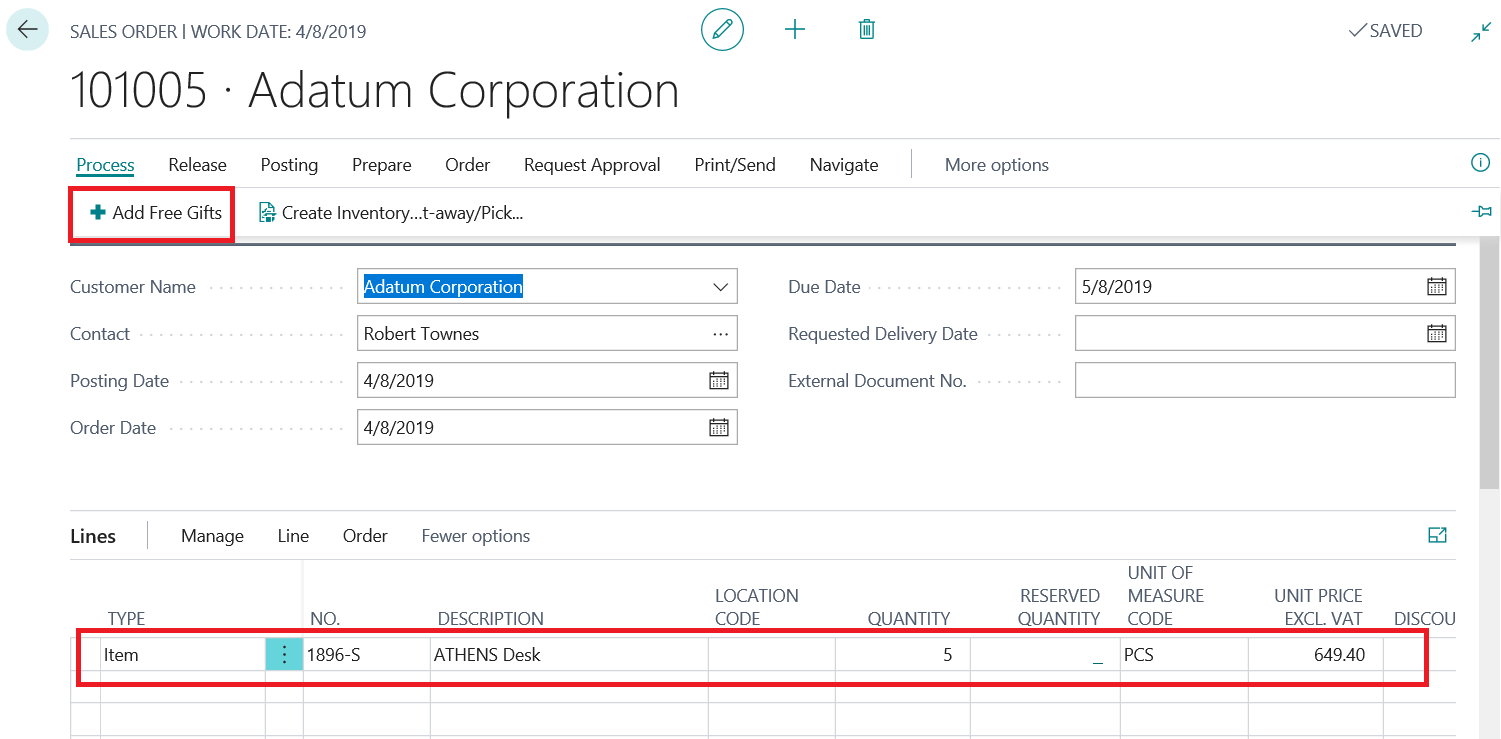 SALES ORDER | WORK DATE: 4/8/2019
SAVED
101005 · Adatum Corporation
Process Release Posting Prepare Order Request Approval Print/Send Navigate More options
Add Free Gifts Create Inventory...t-away/Pick...
Customer Name Adatum Corporation Due Date 5/8/2019
Contact Robert Townes Requested Delivery Date
Posting Date 4/8/2019 External Document No.
Order Date 4/8/2019
Lines Manage Line Order Fewer options
TYPE NO. DESCRIPTION LOCATION CODE QUANTITY RESERVED QUANTITY UNIT OF MEASURE CODE UNIT PRICE EXCL. VAT DISCOU
Item 1896-S ATHENS Desk 5 _ PCS 649.40